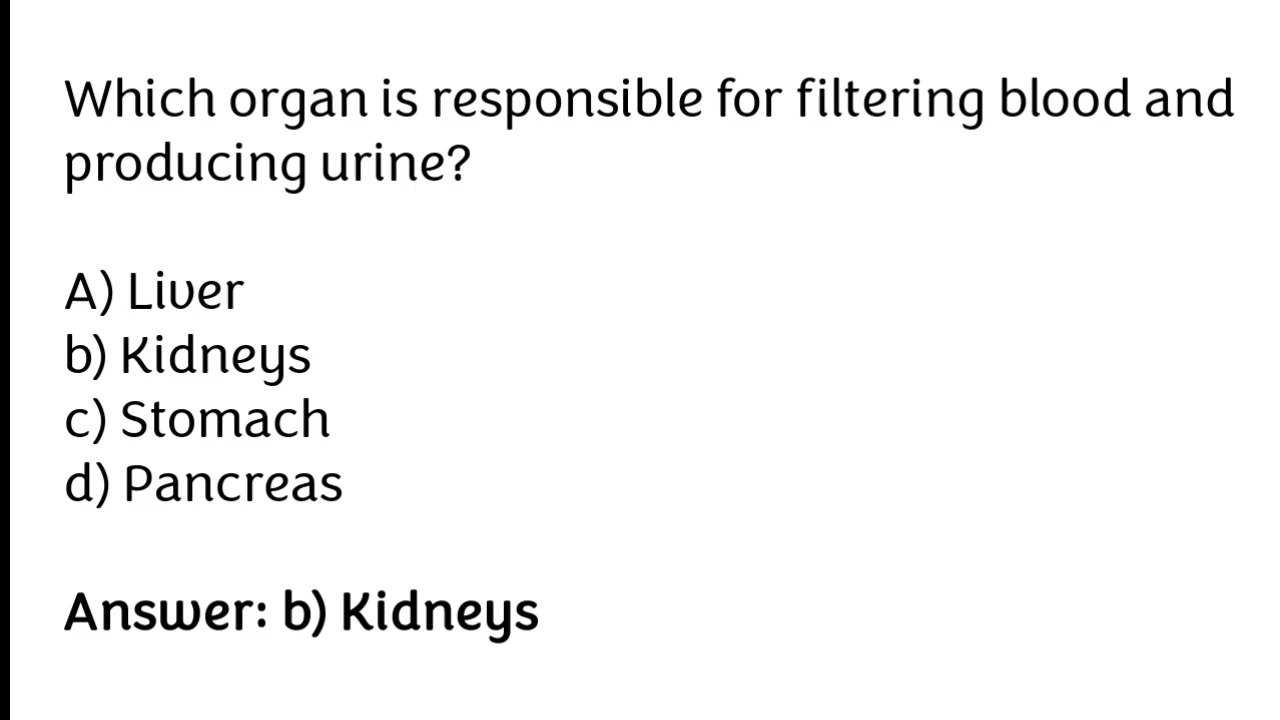 Which organ is responsible for filtering blood and
producing urine?
A) Liver
b) Kidneys
c) Stomach
d) Pancreas
Answer: b) Kidneys